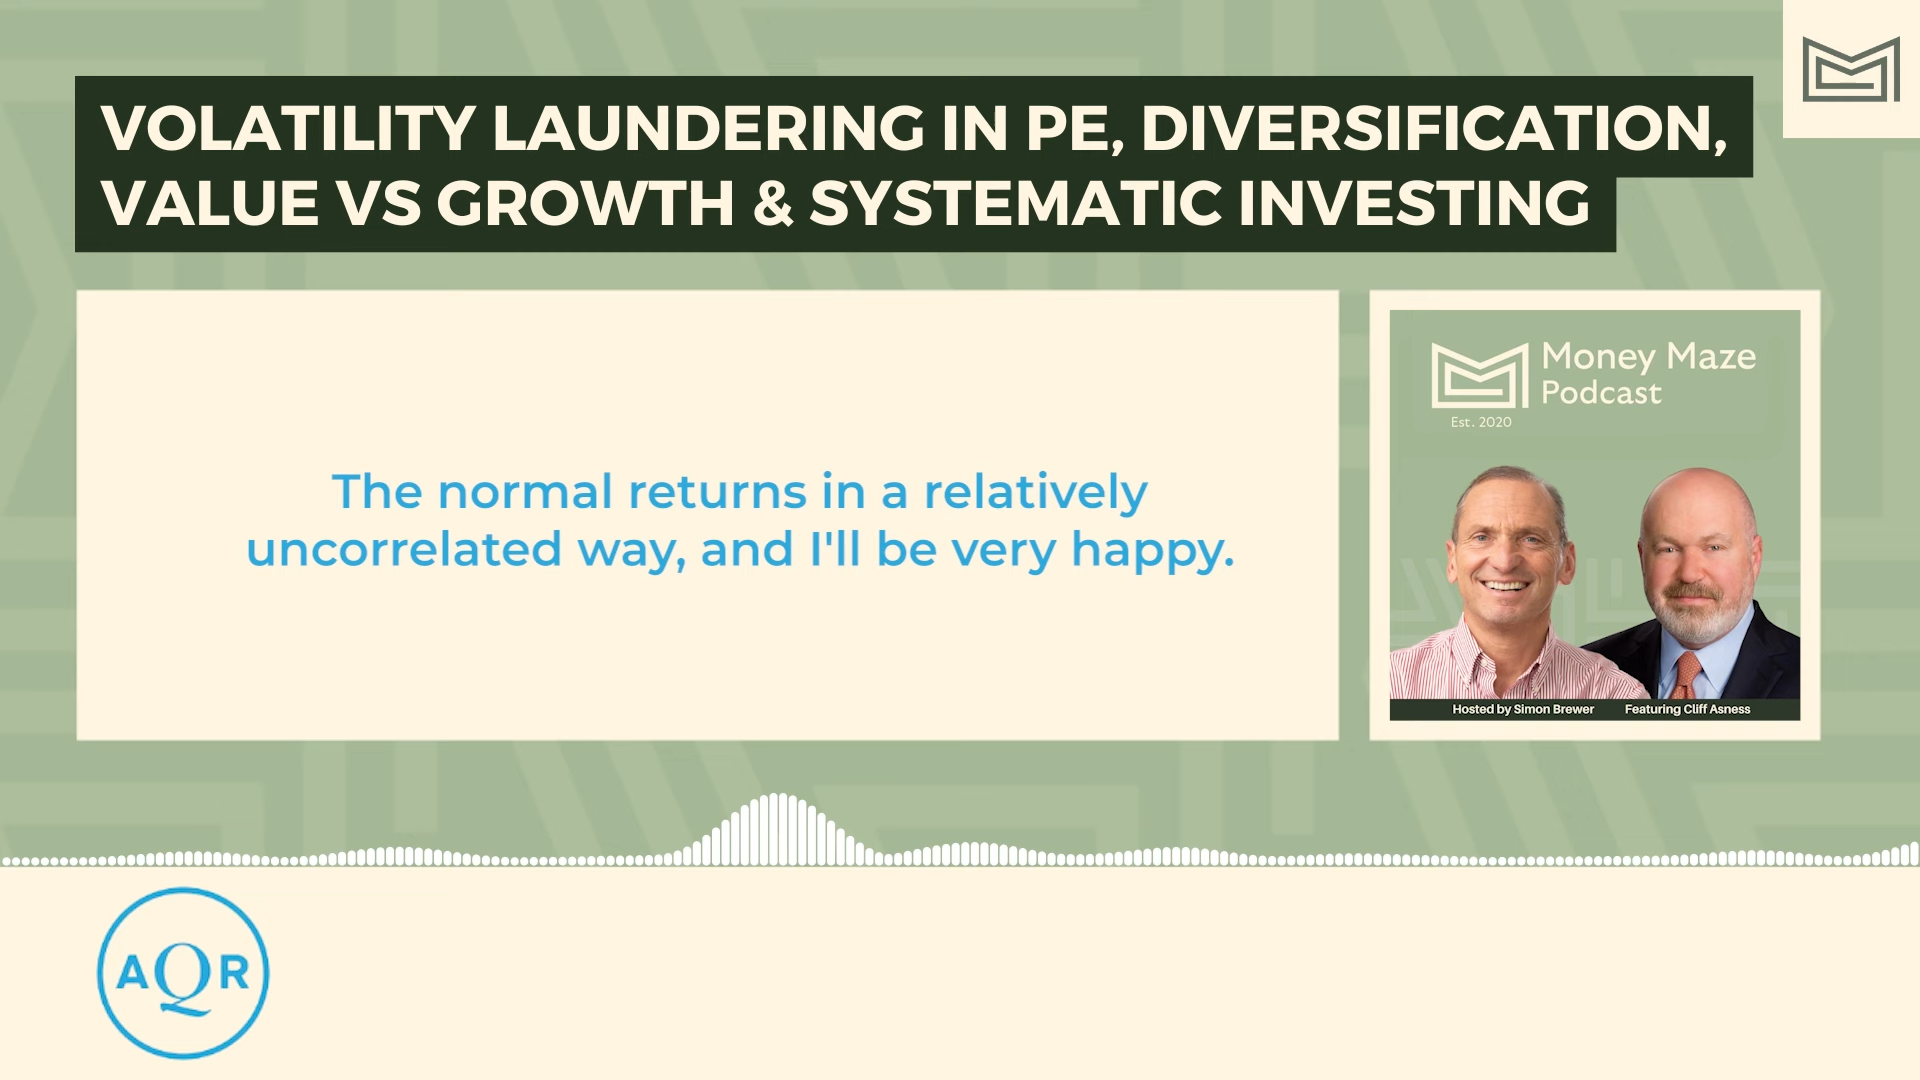 VOLATILITY LAUNDERING IN PE, DIVERSIFICATION,
VALUE VS GROWTH & SYSTEMATIC INVESTING
The normal returns in a relatively
uncorrelated way, and I'll be very happy.
Money Maze
Podcast
Est. 2020
Hosted by Simon Brewer
Featuring Cliff Asness
AQR